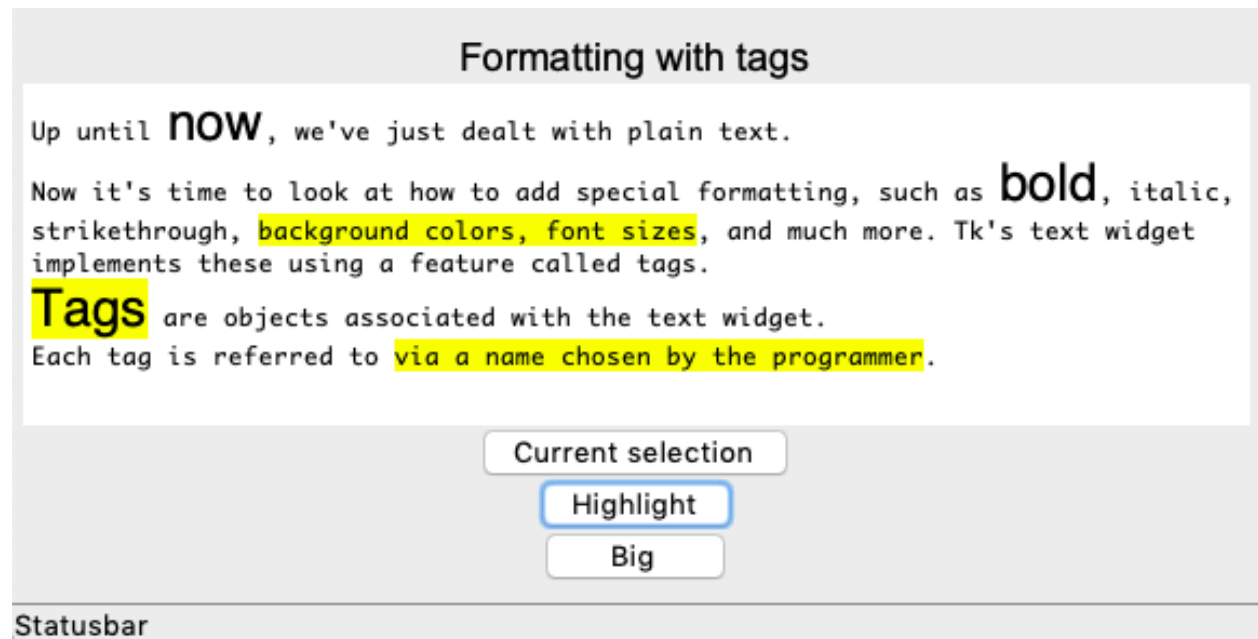 Formatting with tags
Up until now, we've just dealt with plain text.
Now it's time to look at how to add special formatting, such as bold, italic,
strikethrough, background colors, font sizes, and much more. Tk's text widget
implements these using a feature called tags.
Tags are objects associated with the text widget.
Each tag is referred to via a name chosen by the programmer.
Current selection
Highlight
Big
Statusbar